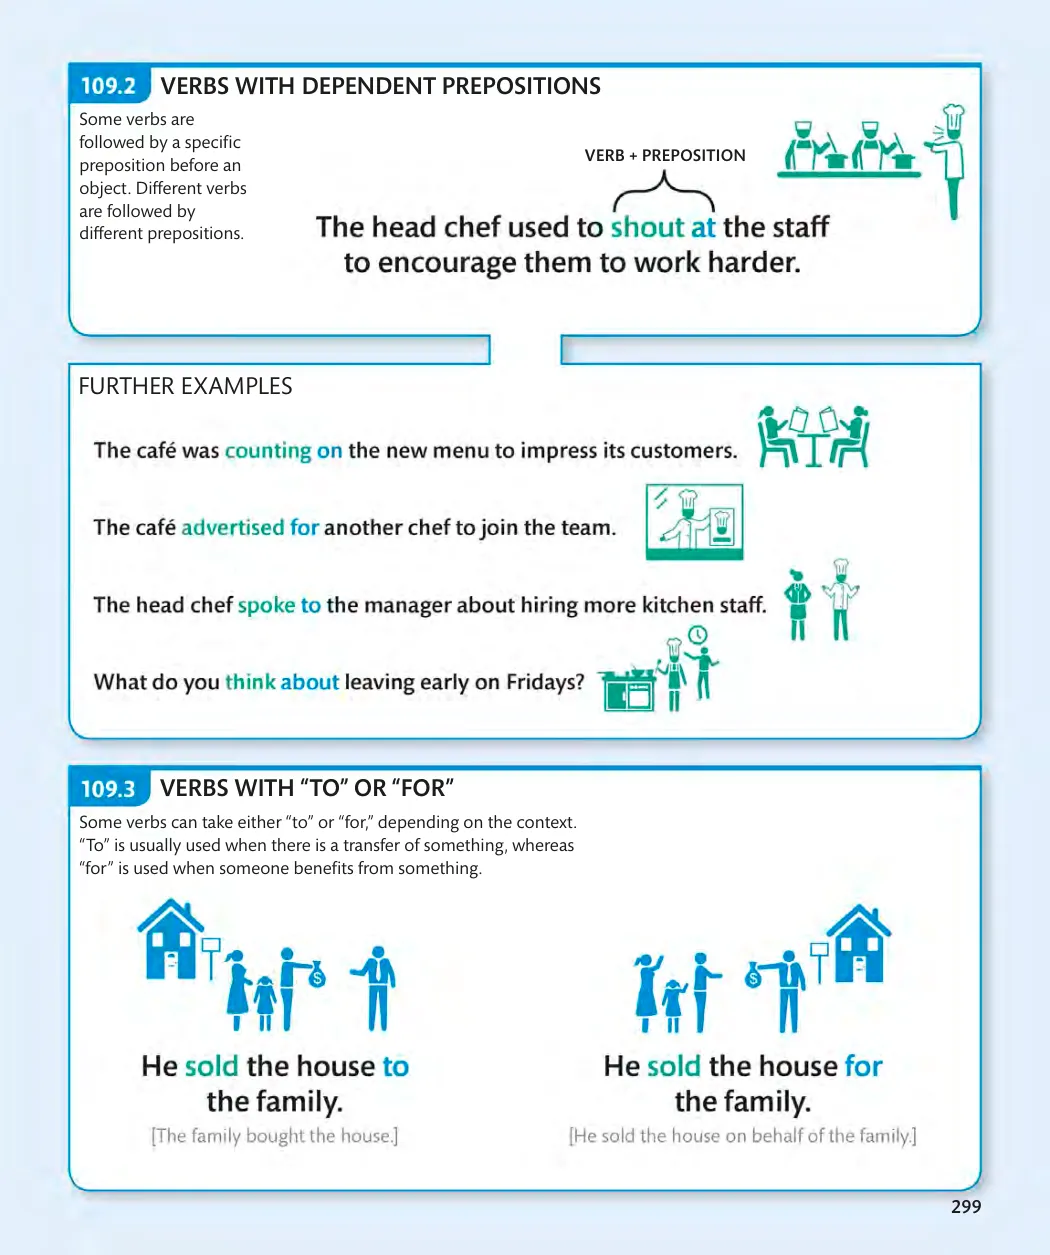 109.2 VERBS WITH DEPENDENT PREPOSITIONS
Some verbs are
followed by a specific
preposition before an
object. Different verbs
are followed by
different prepositions.
VERB + PREPOSITION
The head chef used to shout at the staff
to encourage them to work harder.
FURTHER EXAMPLES
The café was counting on the new menu to impress its customers.
The café advertised for another chef to join the team.
The head chef spoke to the manager about hiring more kitchen staff.
What do you think about leaving early on Fridays?
109.3 VERBS WITH “TO” OR “FOR”
Some verbs can take either “to” or “for,” depending on the context.
“To” is usually used when there is a transfer of something, whereas
“for” is used when someone benefits from something.
$
$
He sold the house to
the family.
[The family bought the house.]
He sold the house for
the family.
[He sold the house on behalf of the family.]
299